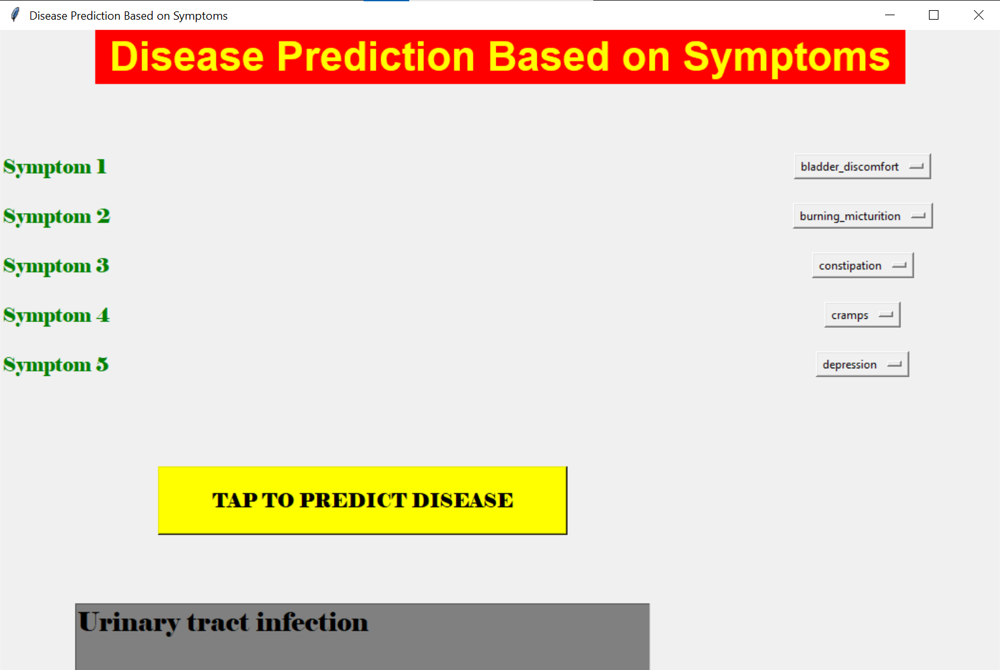 Disease Prediction Based on Symptoms
Disease Prediction Based on Symptoms
Symptom 1 bladder_discomfort
Symptom 2 burning_micturition
Symptom 3 constipation
Symptom 4 cramps
Symptom 5 depression
TAP TO PREDICT DISEASE
Urinary tract infection